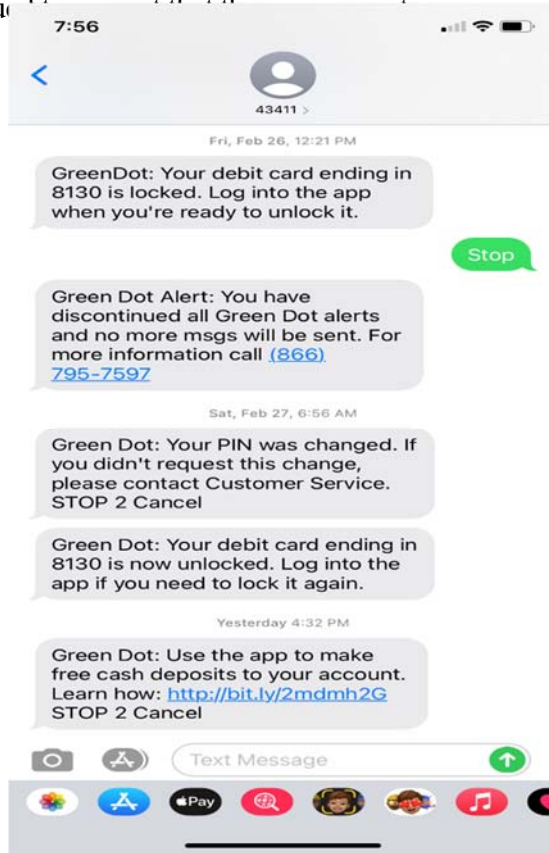 7:56
43411 >
Fri, Feb 26, 12:21 PM
GreenDot: Your debit card ending in
8130 is locked. Log into the app
when you're ready to unlock it.
Stop
Green Dot Alert: You have
discontinued all Green Dot alerts
and no more msgs will be sent. For
more information call (866)
795-7597
Sat, Feb 27, 6:56 AM
Green Dot: Your PIN was changed. If
you didn't request this change,
please contact Customer Service.
STOP 2 Cancel
Green Dot: Your debit card ending in
8130 is now unlocked. Log into the
app if you need to lock it again.
Yesterday 4:32 PM
Green Dot: Use the app to make
free cash deposits to your account.
Learn how: http://bit.ly/2mdmh2G
STOP 2 Cancel
Text Message
Pay